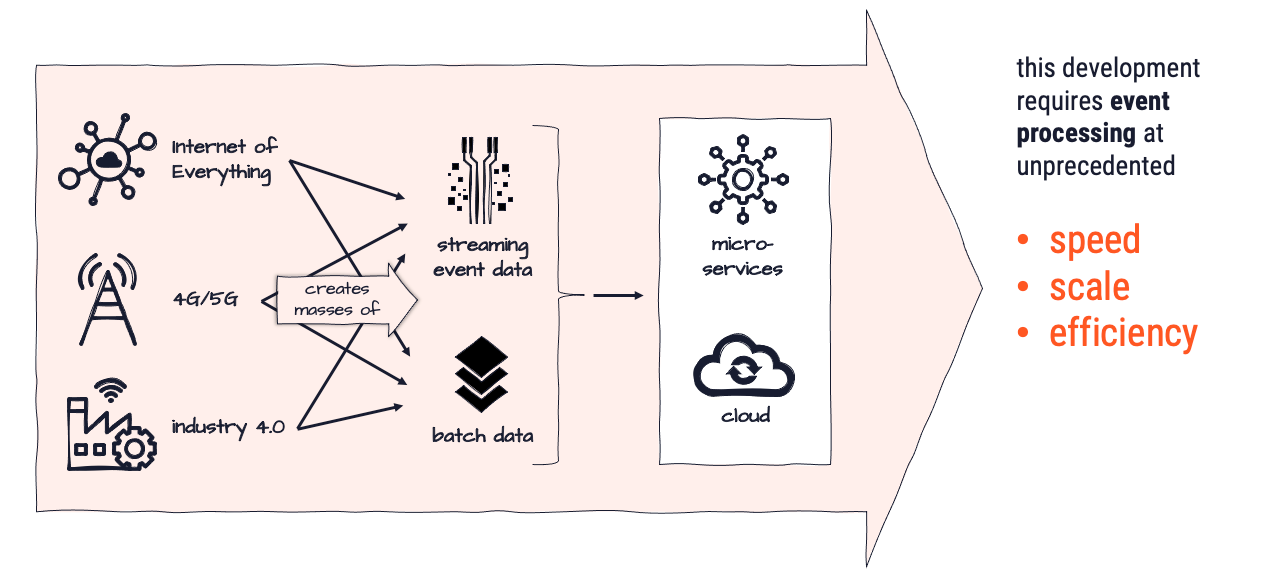 Internet of
Everything
4G/5G
industry 4.0
creates
masses of
streaming
event data
batch data
micro-
services
cloud
this development
requires event
processing at
unprecedented
• speed
• scale
• efficiency